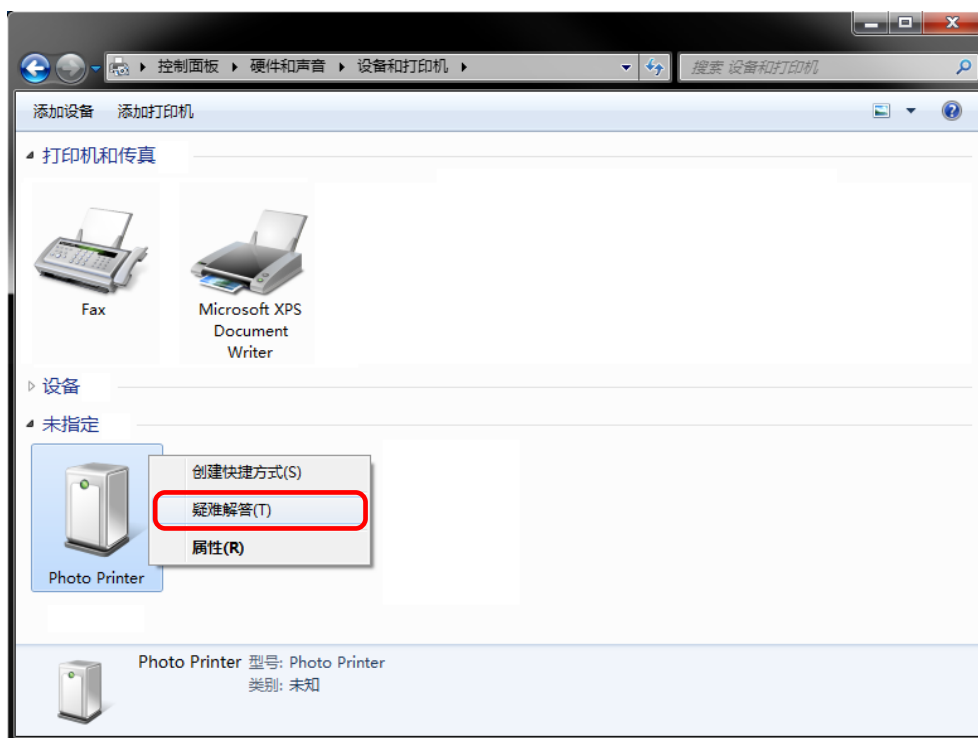 控制面板 ▸ 硬件和声音 ▸ 设备和打印机 ▸
搜索 设备和打印机
添加设备 添加打印机
打印机和传真
Fax
Microsoft XPS
Document
Writer
设备
未指定
创建快捷方式(S)
疑难解答(T)
属性(R)
Photo Printer
Photo Printer 型号: Photo Printer
类别: 未知